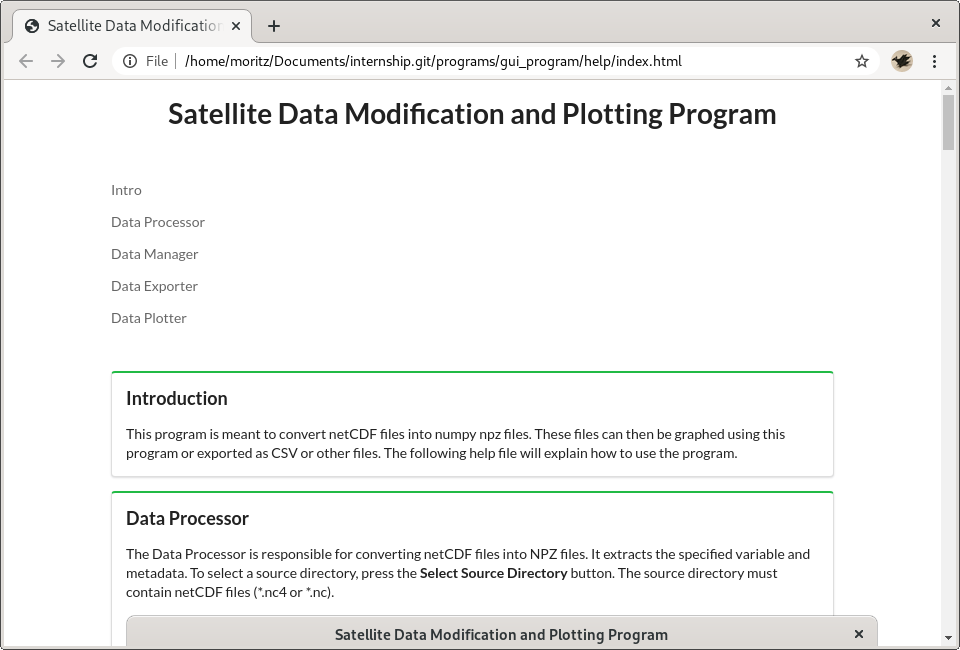 Satellite Data Modification
File
/home/moritz/Documents/internship.git/programs/gui_program/help/index.html
Satellite Data Modification and Plotting Program
Intro
Data Processor
Data Manager
Data Exporter
Data Plotter
Introduction
This program is meant to convert netCDF files into numpy npz files. These files can then be graphed using this
program or exported as CSV or other files. The following help file will explain how to use the program.
Data Processor
The Data Processor is responsible for converting netCDF files into NPZ files. It extracts the specified variable and
metadata. To select a source directory, press the Select Source Directory button. The source directory must
contain netCDF files (*.nc4 or *.nc).
Satellite Data Modification and Plotting Program